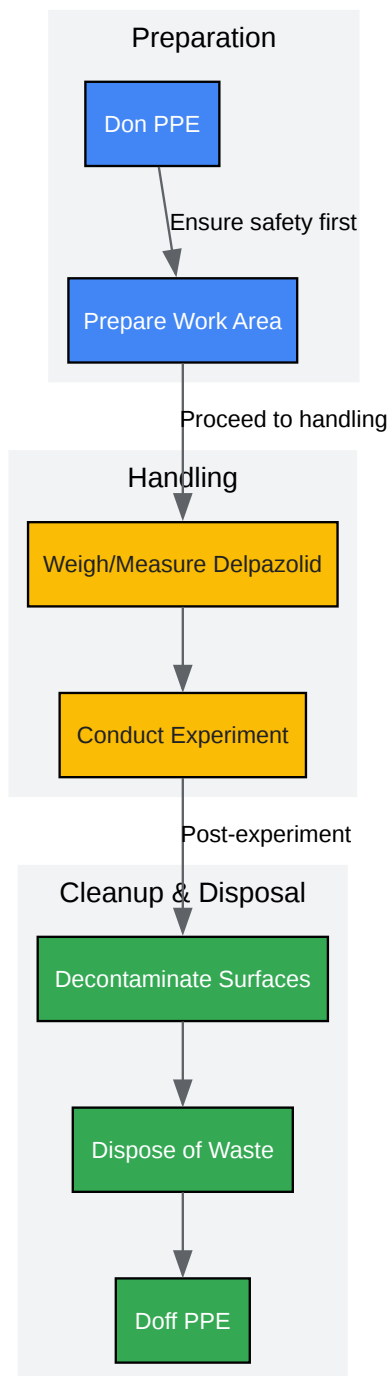 Preparation
Don PPE
Ensure safety first
Prepare Work Area
Proceed to handling
Handling
Weigh/Measure Delpazolid
Conduct Experiment
Post-experiment
Cleanup & Disposal
Decontaminate Surfaces
Dispose of Waste
Doff PPE